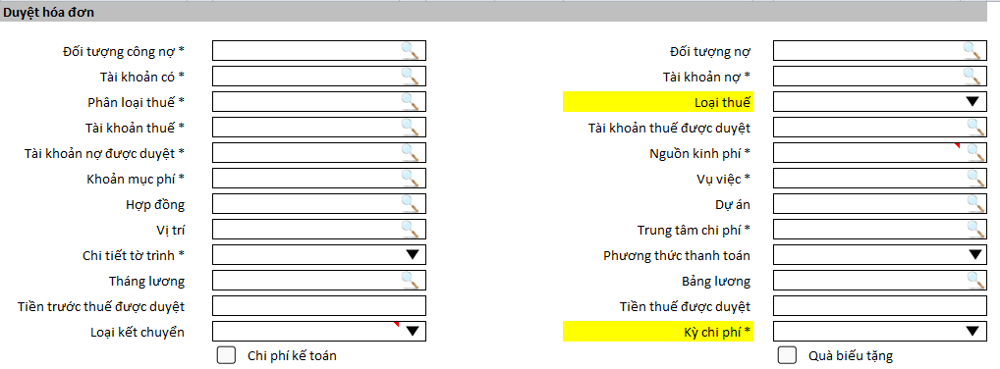 Duyệt hóa đơn
Đối tượng công nợ * Đối tượng nợ
Tài khoản có * Tài khoản nợ *
Phân loại thuế * Loại thuế
Tài khoản thuế * Tài khoản thuế được duyệt
Tài khoản nợ được duyệt * Nguồn kinh phí *
Khoản mục phí * Vụ việc *
Hợp đồng Dự án
Vị trí Trung tâm chi phí *
Chi tiết tờ trình * Phương thức thanh toán
Tháng lương Bảng lương
Tiền trước thuế được duyệt Tiền thuế được duyệt
Loại kết chuyển Kỳ chi phí *
Chi phí kế toán Quà biếu tặng